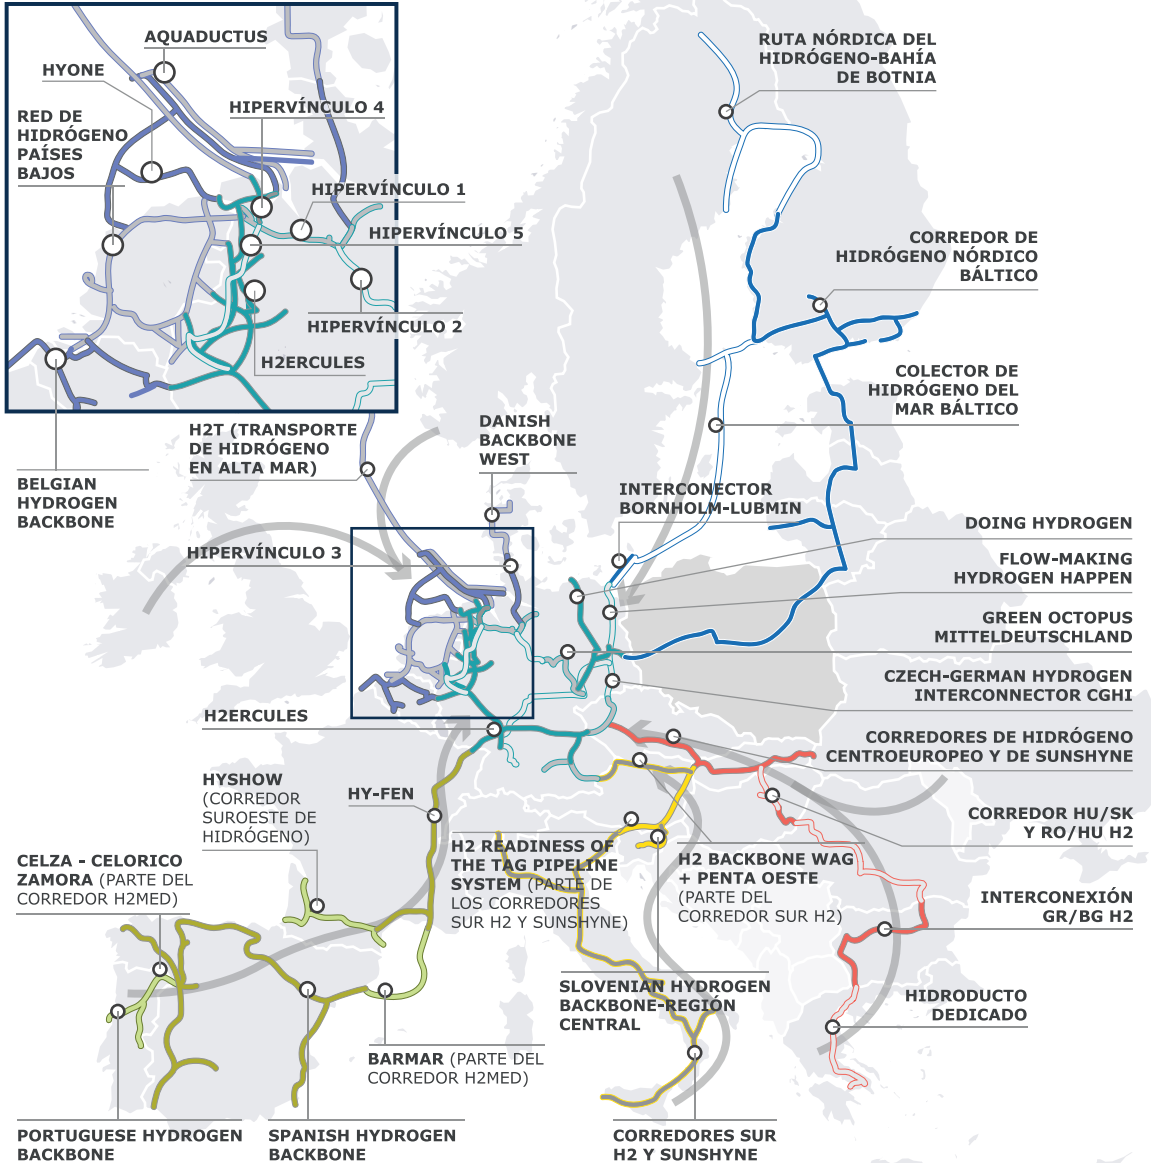 AQUADUCTUS
HYONE
HIPERVÍNCULO 4
RED DE
HIDRÓGENO
PAÍSES
BAJOS
HIPERVÍNCULO 1
HIPERVÍNCULO 5
HIPERVÍNCULO 2
H2ERCULES
BELGIAN
HYDROGEN
BACKBONE
H2T (TRANSPORTE
DE HIDRÓGENO
EN ALTA MAR)
DANISH
BACKBONE
WEST
HIPERVÍNCULO 3
RUTA NÓRDICA DEL
HIDRÓGENO-BAHÍA
DE BOTNIA
CORREDOR DE
HIDRÓGENO NÓRDICO
BÁLTICO
COLECTOR DE
HIDRÓGENO DEL
MAR BÁLTICO
INTERCONECTOR
BORNHOLM-LUBMIN
DOING HYDROGEN
FLOW-MAKING
HYDROGEN HAPPEN
GREEN OCTOPUS
MITTELDEUTSCHLAND
CZECH-GERMAN HYDROGEN
INTERCONNECTOR CGHI
H2ERCULES
CORREDORES DE HIDRÓGENO
CENTROEUROPEO Y DE SUNSHYNE
HYSHOW
(CORREDOR
SUROESTE DE
HIDRÓGENO)
HY-FEN
CORREDOR HU/SK
Y RO/HU H2
CELZA - CELORICO
ZAMORA (PARTE DEL
CORREDOR H2MED)
H2 READINESS OF
THE TAG PIPELINE
SYSTEM (PARTE DE
LOS CORREDORES
SUR H2 Y SUNSHYNE)
H2 BACKBONE WAG
+ PENTA OESTE
(PARTE DEL
CORREDOR SUR H2)
INTERCONEXIÓN
GR/BG H2
SLOVENIAN HYDROGEN
BACKBONE-REGIÓN
CENTRAL
HIDRODUCTO
DEDICADO
BARMAR (PARTE DEL
CORREDOR H2MED)
PORTUGUESE HYDROGEN
BACKBONE
SPANISH HYDROGEN
BACKBONE
CORREDORES SUR
H2 Y SUNSHYNE